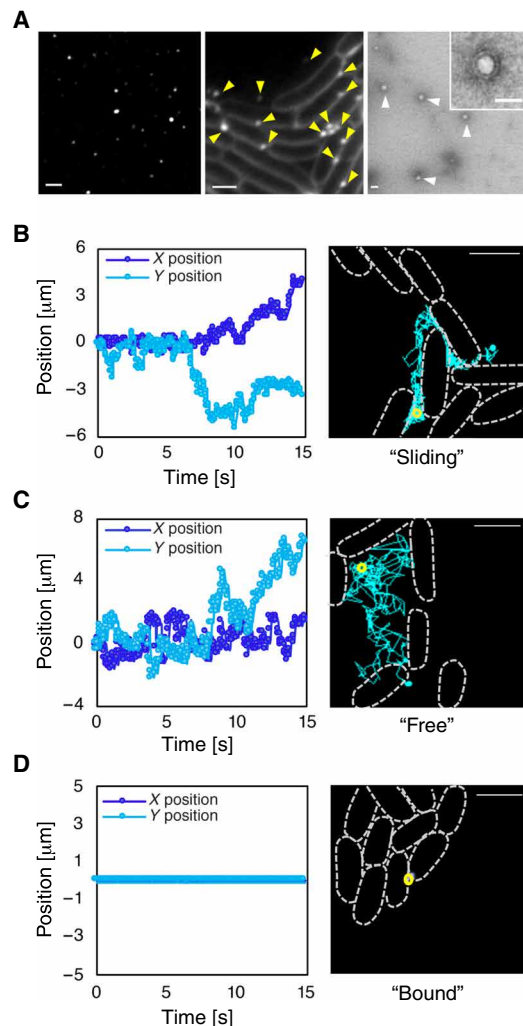 A
B
6
3
0
−3
−6
Position [μm]
X position
Y position
0 5 10 15
Time [s]
“Sliding”
C
8
4
0
−4
Position [μm]
X position
Y position
0 5 10 15
Time [s]
“Free”
D
5
3
1
−1
−3
−5
Position [μm]
X position
Y position
0 5 10 15
Time [s]
“Bound”